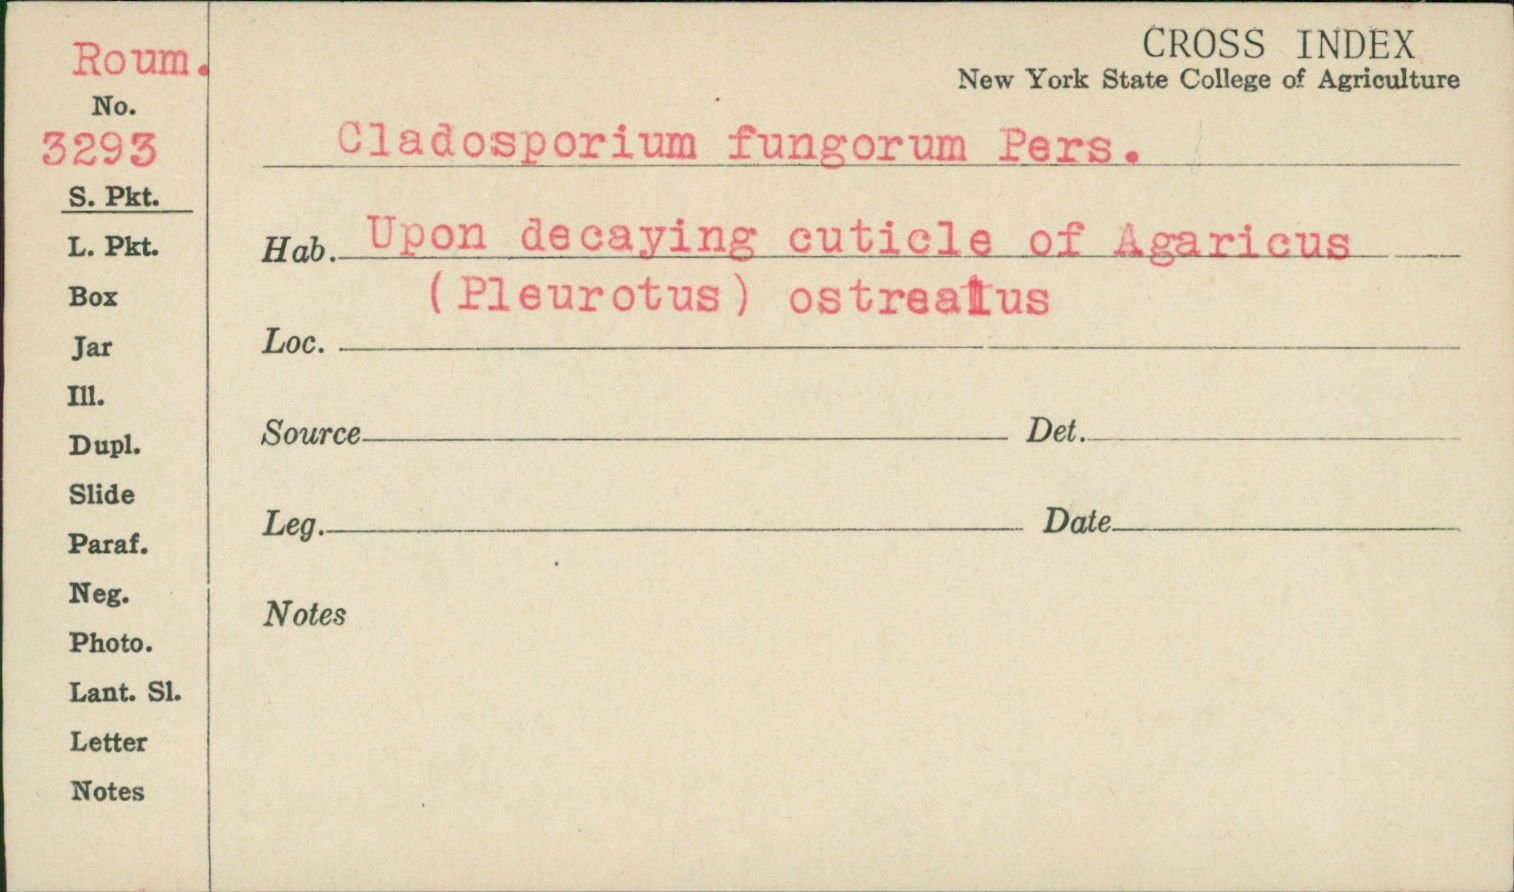 Roum.
No.
3293
S. Pkt.
L. Pkt.
Box
Jar
Ill.
Dupl.
Slide
Paraf.
Neg.
Photo.
Lant. Sl.
Letter
Notes
CROSS INDEX
New York State College of Agriculture
Cladosporium fungorum Pers.
Hab. Upon decaying cuticle of Agaricus
(Pleurotus) ostreatus
Loc.
Source Det.
Leg. Date
Notes